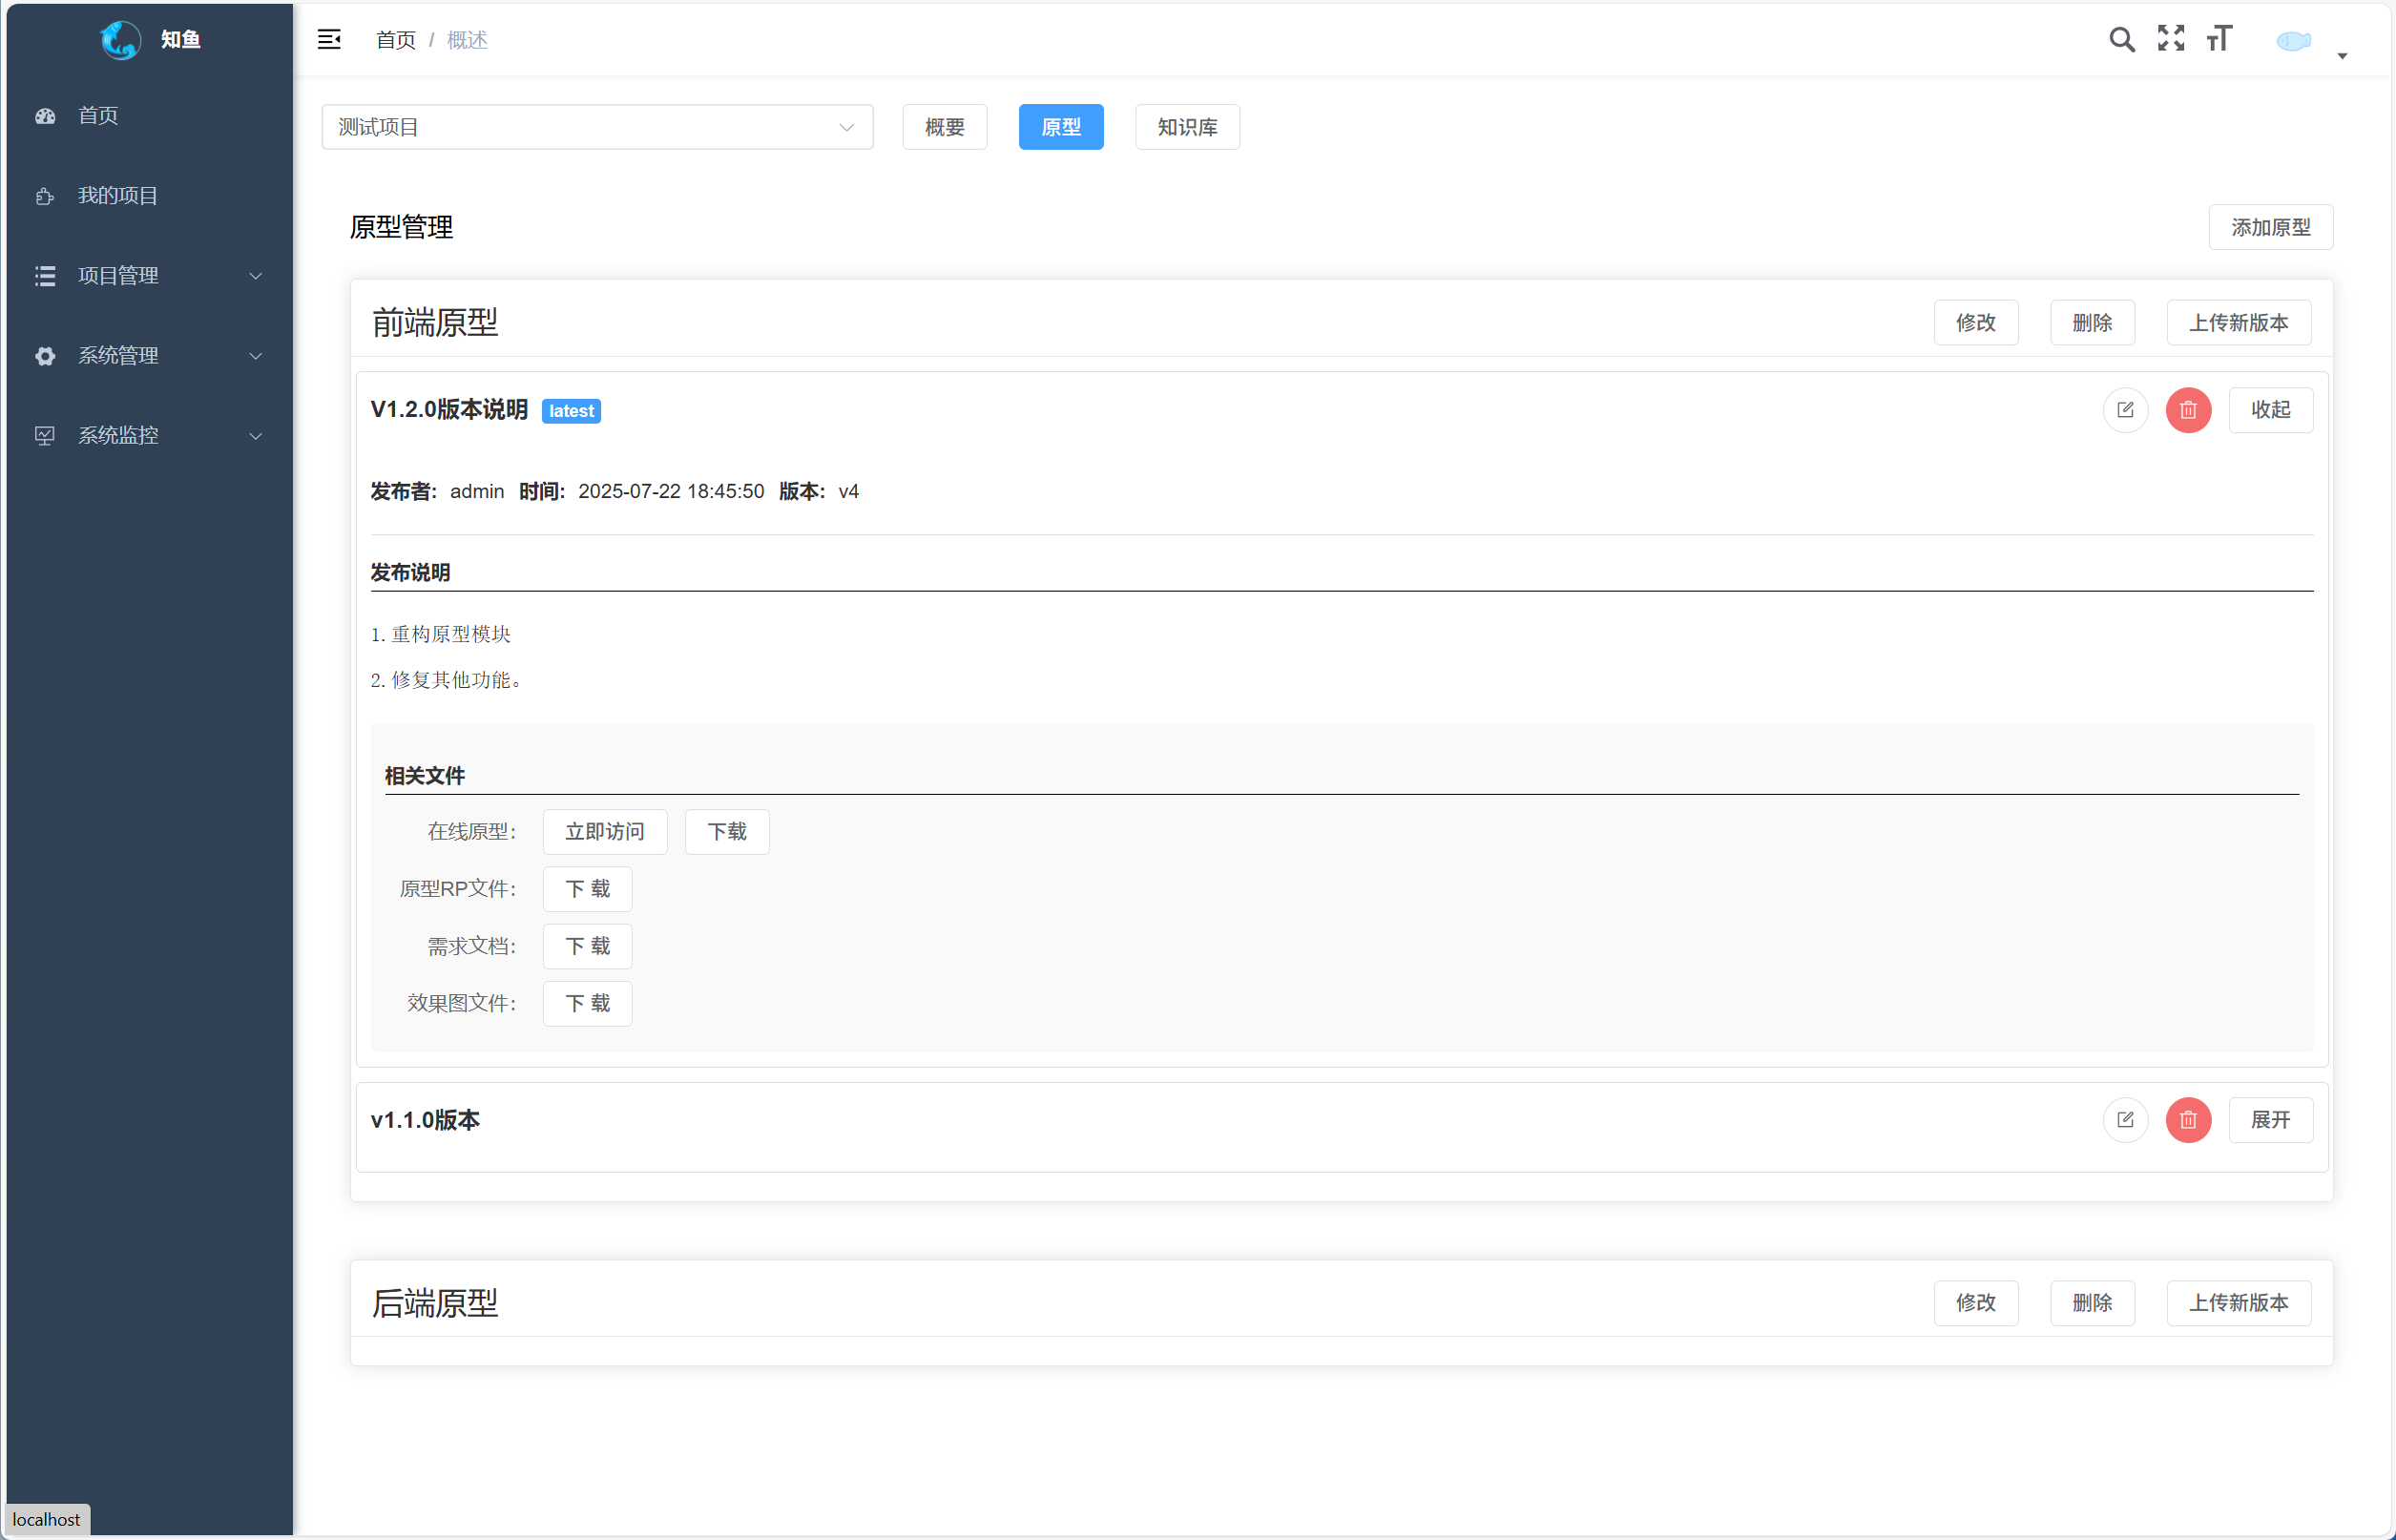 知鱼
首页 / 概述
首页
我的项目
项目管理
系统管理
系统监控
测试项目 概要 原型 知识库
原型管理 添加原型
前端原型 修改 删除 上传新版本
V1.2.0版本说明 latest 收起
发布者: admin 时间: 2025-07-22 18:45:50 版本: v4
发布说明
1. 重构原型模块
2. 修复其他功能。
相关文件
在线原型: 立即访问 下载
原型RP文件: 下 载
需求文档: 下 载
效果图文件: 下 载
v1.1.0版本 展开
后端原型 修改 删除 上传新版本
localhost